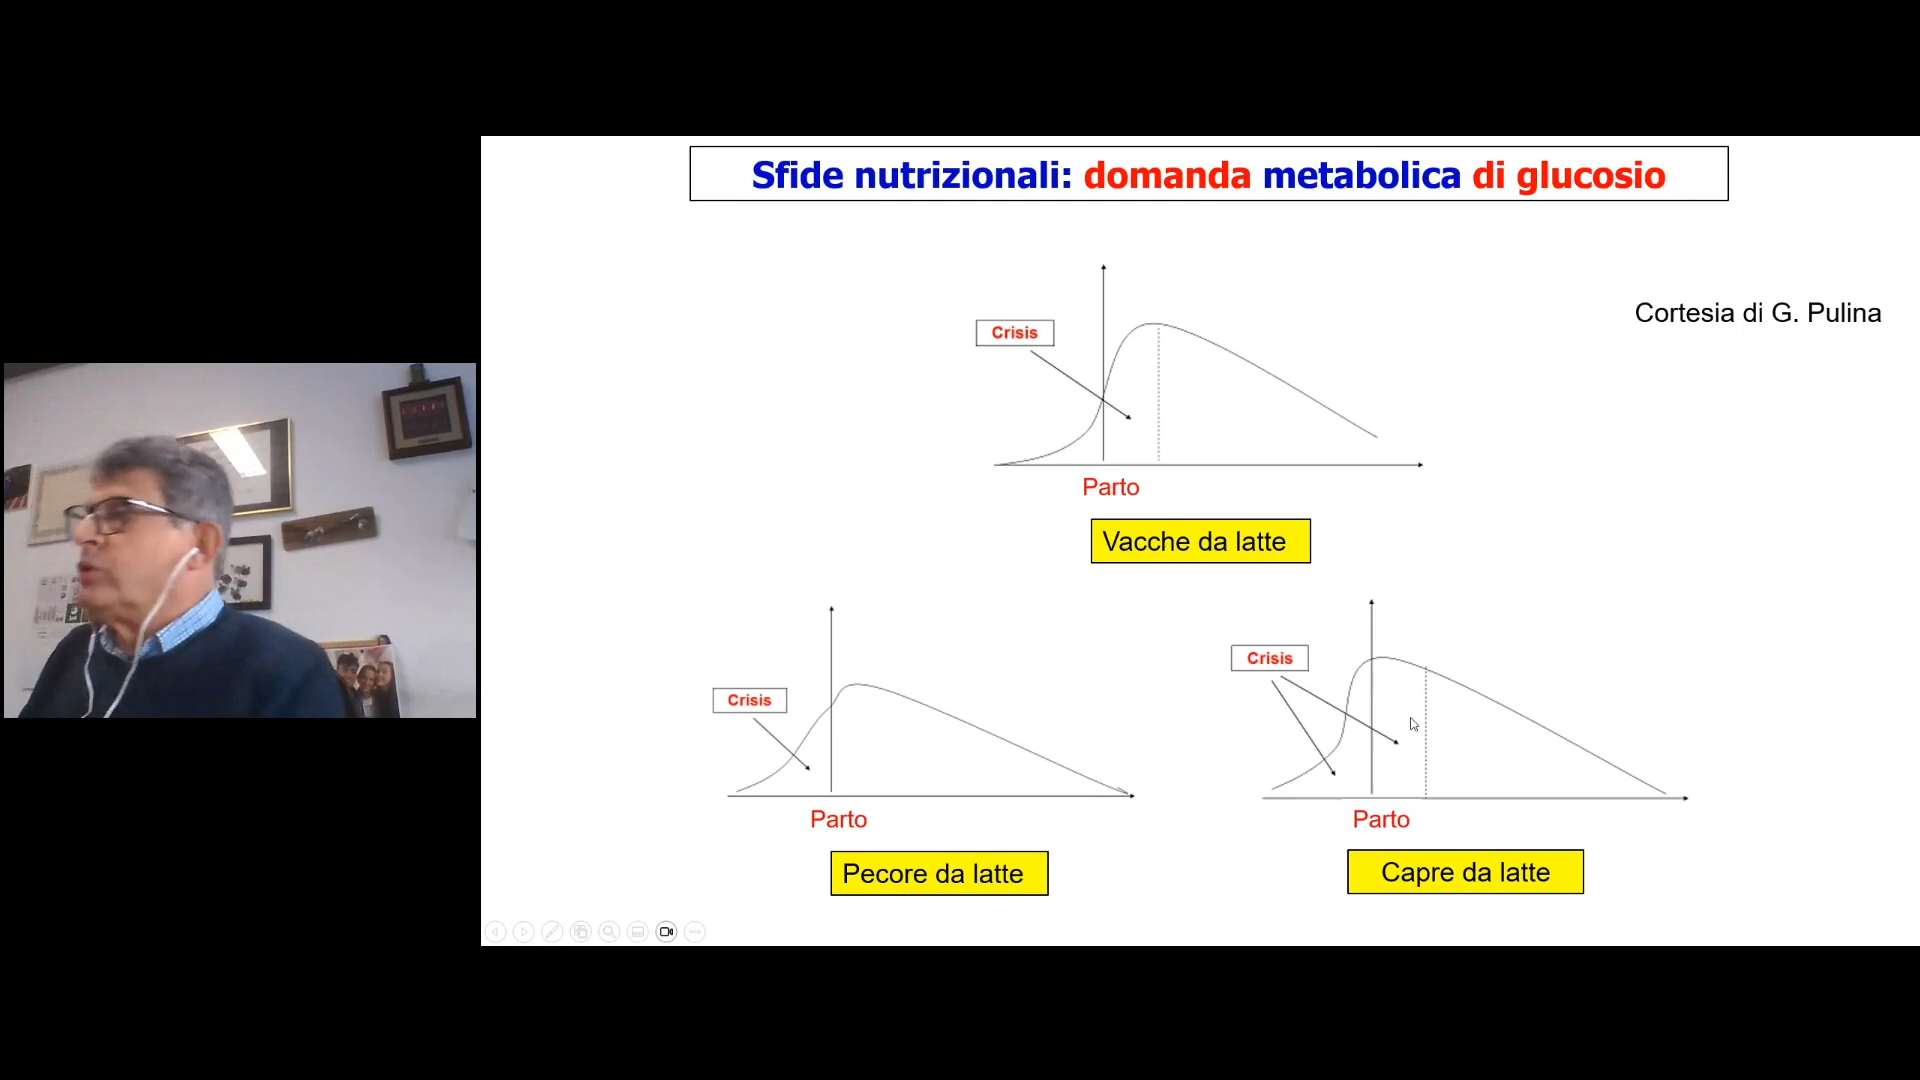 Sfide nutrizionali: domanda metabolica di glucosio
Cortesia di G. Pulina
Crisis
Parto
Vacche da latte
Crisis
Parto
Pecore da latte
Crisis
Parto
Capre da latte